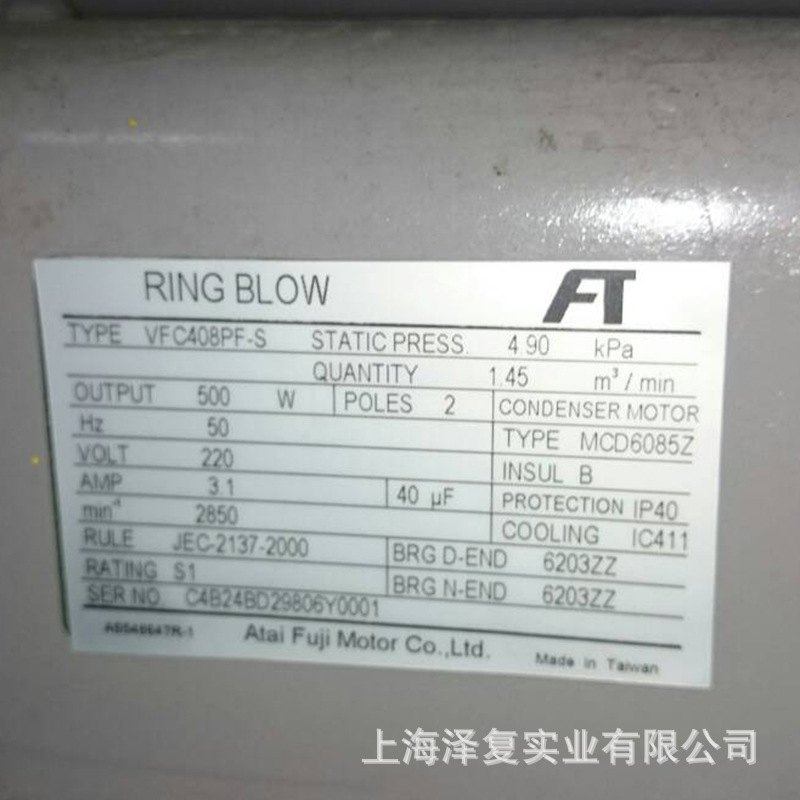 RING BLOW FT
TYPE VFC408PF-S STATIC PRESS. 4.90 kPa
QUANTITY 1.45 m³/min
OUTPUT 500 W POLES 2 CONDENSER MOTOR
Hz 50 TYPE MCD6085Z
VOLT 220 INSUL B
AMP 3.1 40 μF PROTECTION IP40
min⁻¹ 2850 COOLING IC411
RULE JEC-2137-2000 BRG D-END 6203ZZ
RATING S1 BRG N-END 6203ZZ
SER NO. C4B24BD29806Y0001
Atai Fuji Motor Co.,Ltd. Made in Taiwan
上海泽复实业有限公司